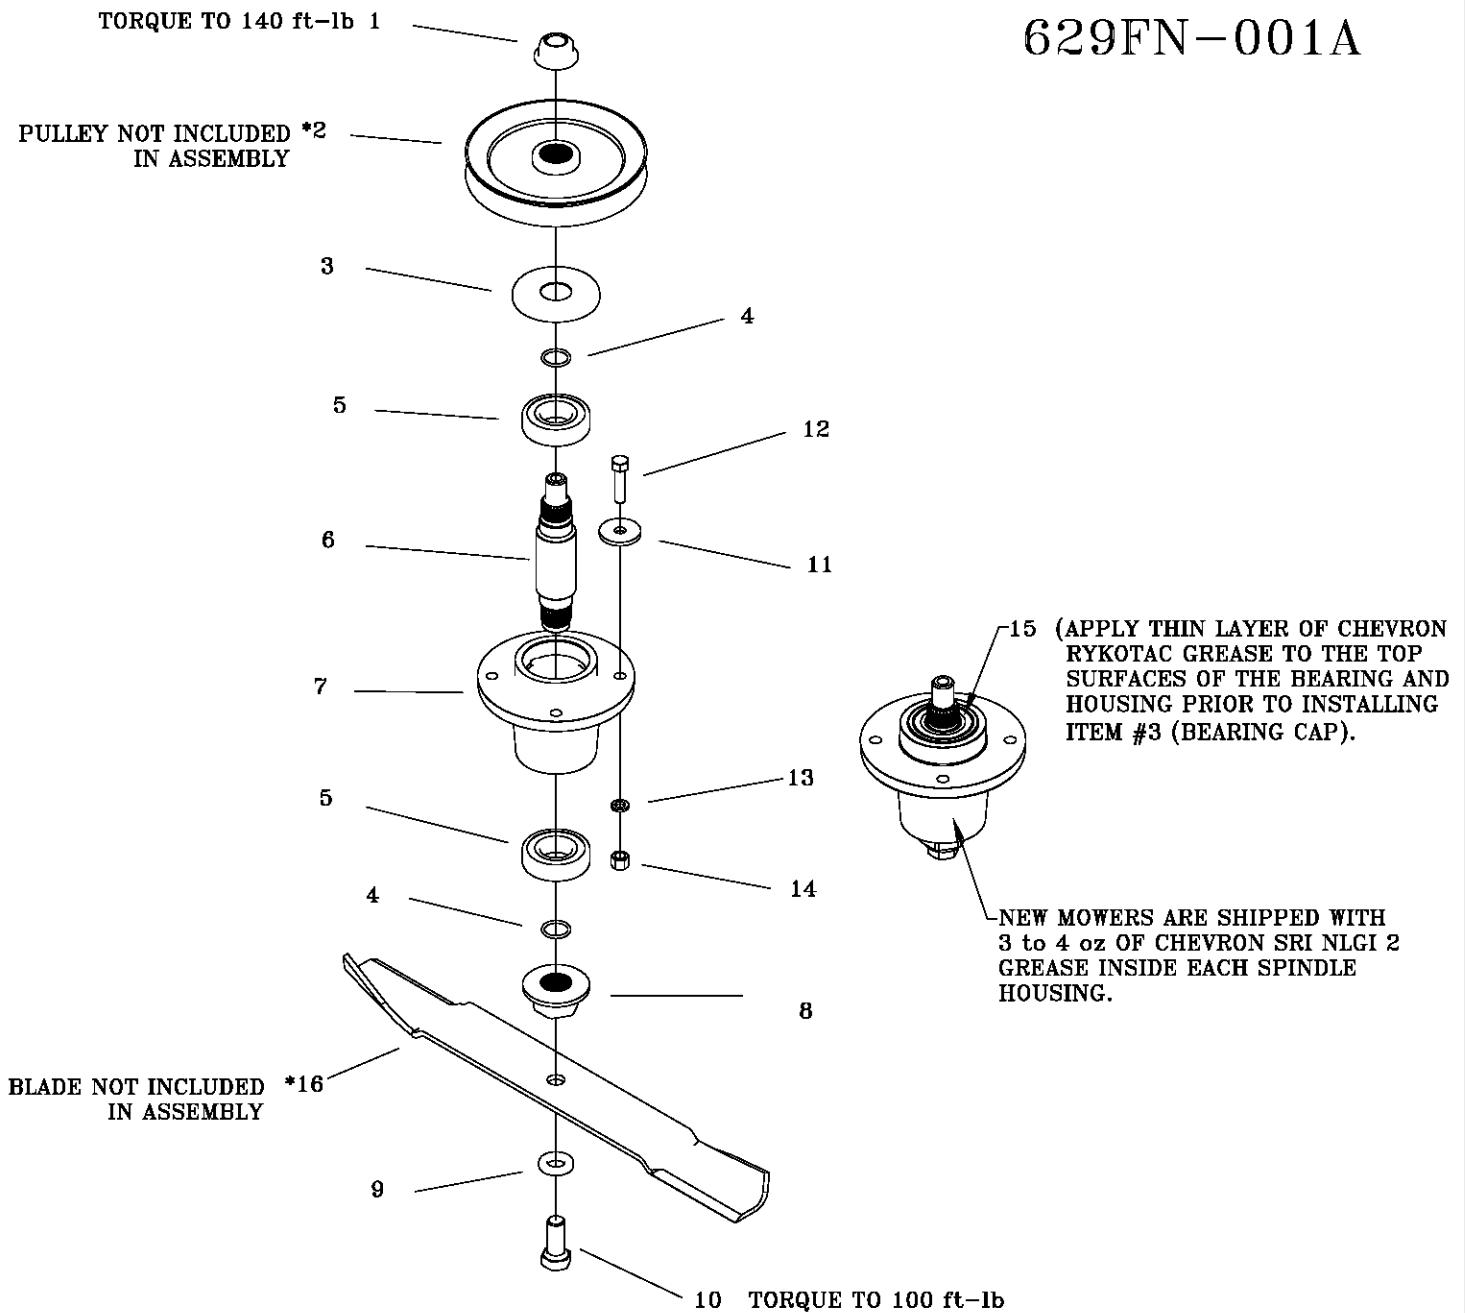 TORQUE TO 140 ft-lb 1
629FN-001A
PULLEY NOT INCLUDED *2
IN ASSEMBLY
3
4
5
12
6
11
7
15 (APPLY THIN LAYER OF CHEVRON
RYKOTAC GREASE TO THE TOP
SURFACES OF THE BEARING AND
HOUSING PRIOR TO INSTALLING
ITEM #3 (BEARING CAP).
13
5
14
4
NEW MOWERS ARE SHIPPED WITH
3 to 4 oz OF CHEVRON SRI NLGI 2
GREASE INSIDE EACH SPINDLE
HOUSING.
8
BLADE NOT INCLUDED *16
IN ASSEMBLY
9
10 TORQUE TO 100 ft-lb